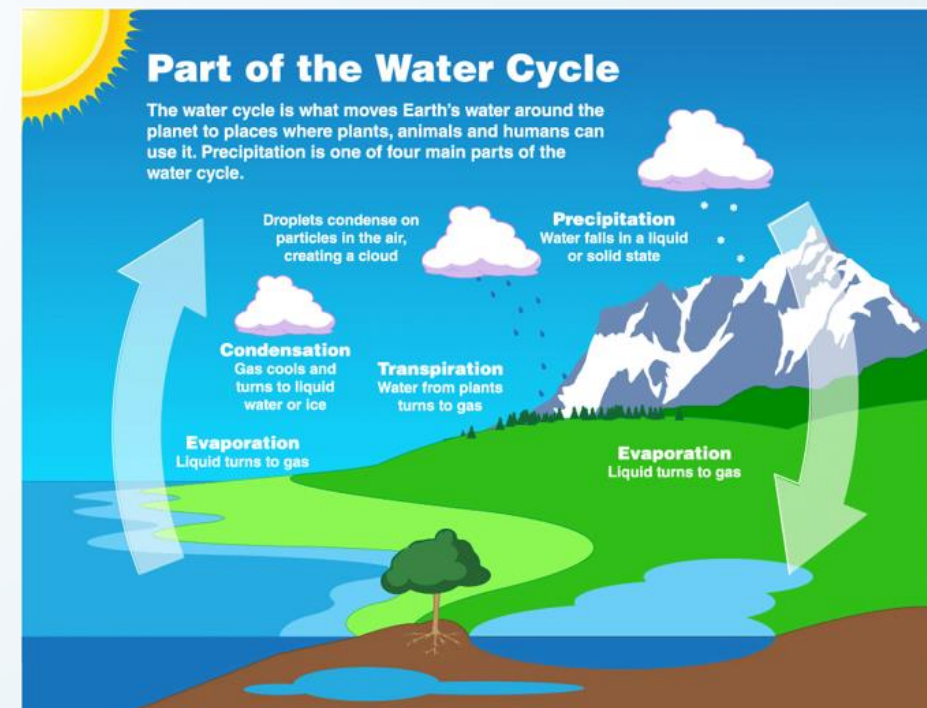 Part of the Water Cycle
The water cycle is what moves Earth's water around the
planet to places where plants, animals and humans can
use it. Precipitation is one of four main parts of the
water cycle.
Droplets condense on
particles in the air,
creating a cloud
Precipitation
Water falls in a liquid
or solid state
Condensation
Gas cools and
turns to liquid
water or ice
Transpiration
Water from plants
turns to gas
Evaporation
Liquid turns to gas
Evaporation
Liquid turns to gas